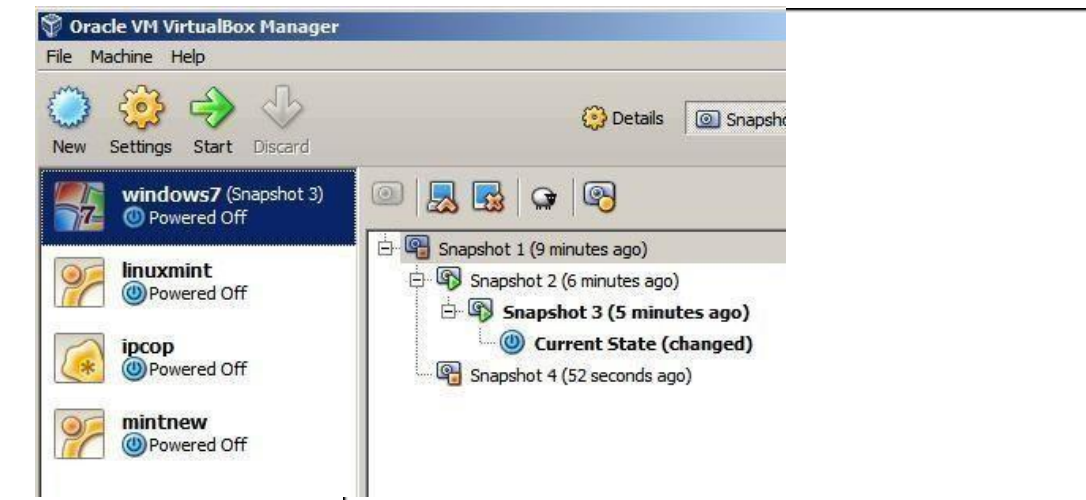 Oracle VM VirtualBox Manager
File Machine Help
New Settings Start Discard
Details Snapsho
windows7 (Snapshot 3)
Powered Off
linuxmint
Powered Off
ipcop
Powered Off
mintnew
Powered Off
Snapshot 1 (9 minutes ago)
Snapshot 2 (6 minutes ago)
Snapshot 3 (5 minutes ago)
Current State (changed)
Snapshot 4 (52 seconds ago)